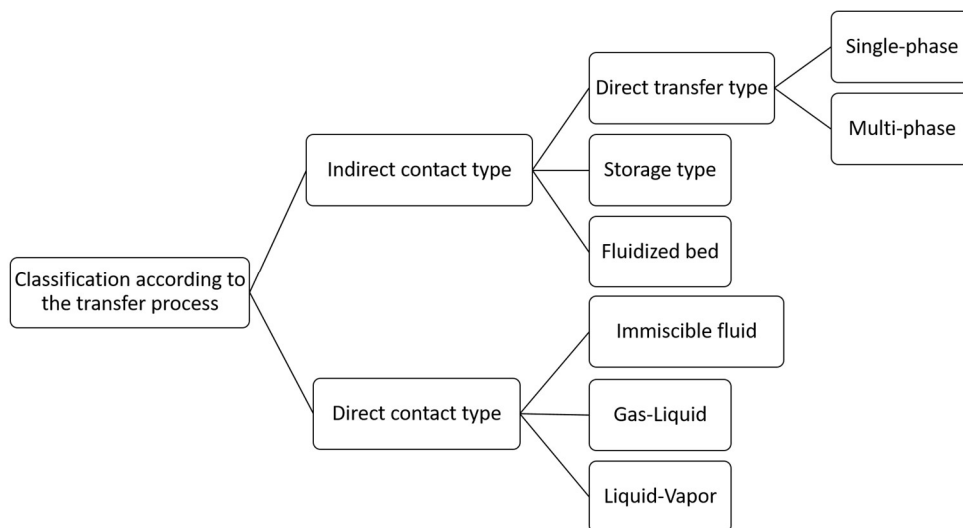 Single-phase
Direct transfer type
Multi-phase
Indirect contact type
Storage type
Fluidized bed
Classification according to
the transfer process
Immiscible fluid
Direct contact type
Gas-Liquid
Liquid-Vapor